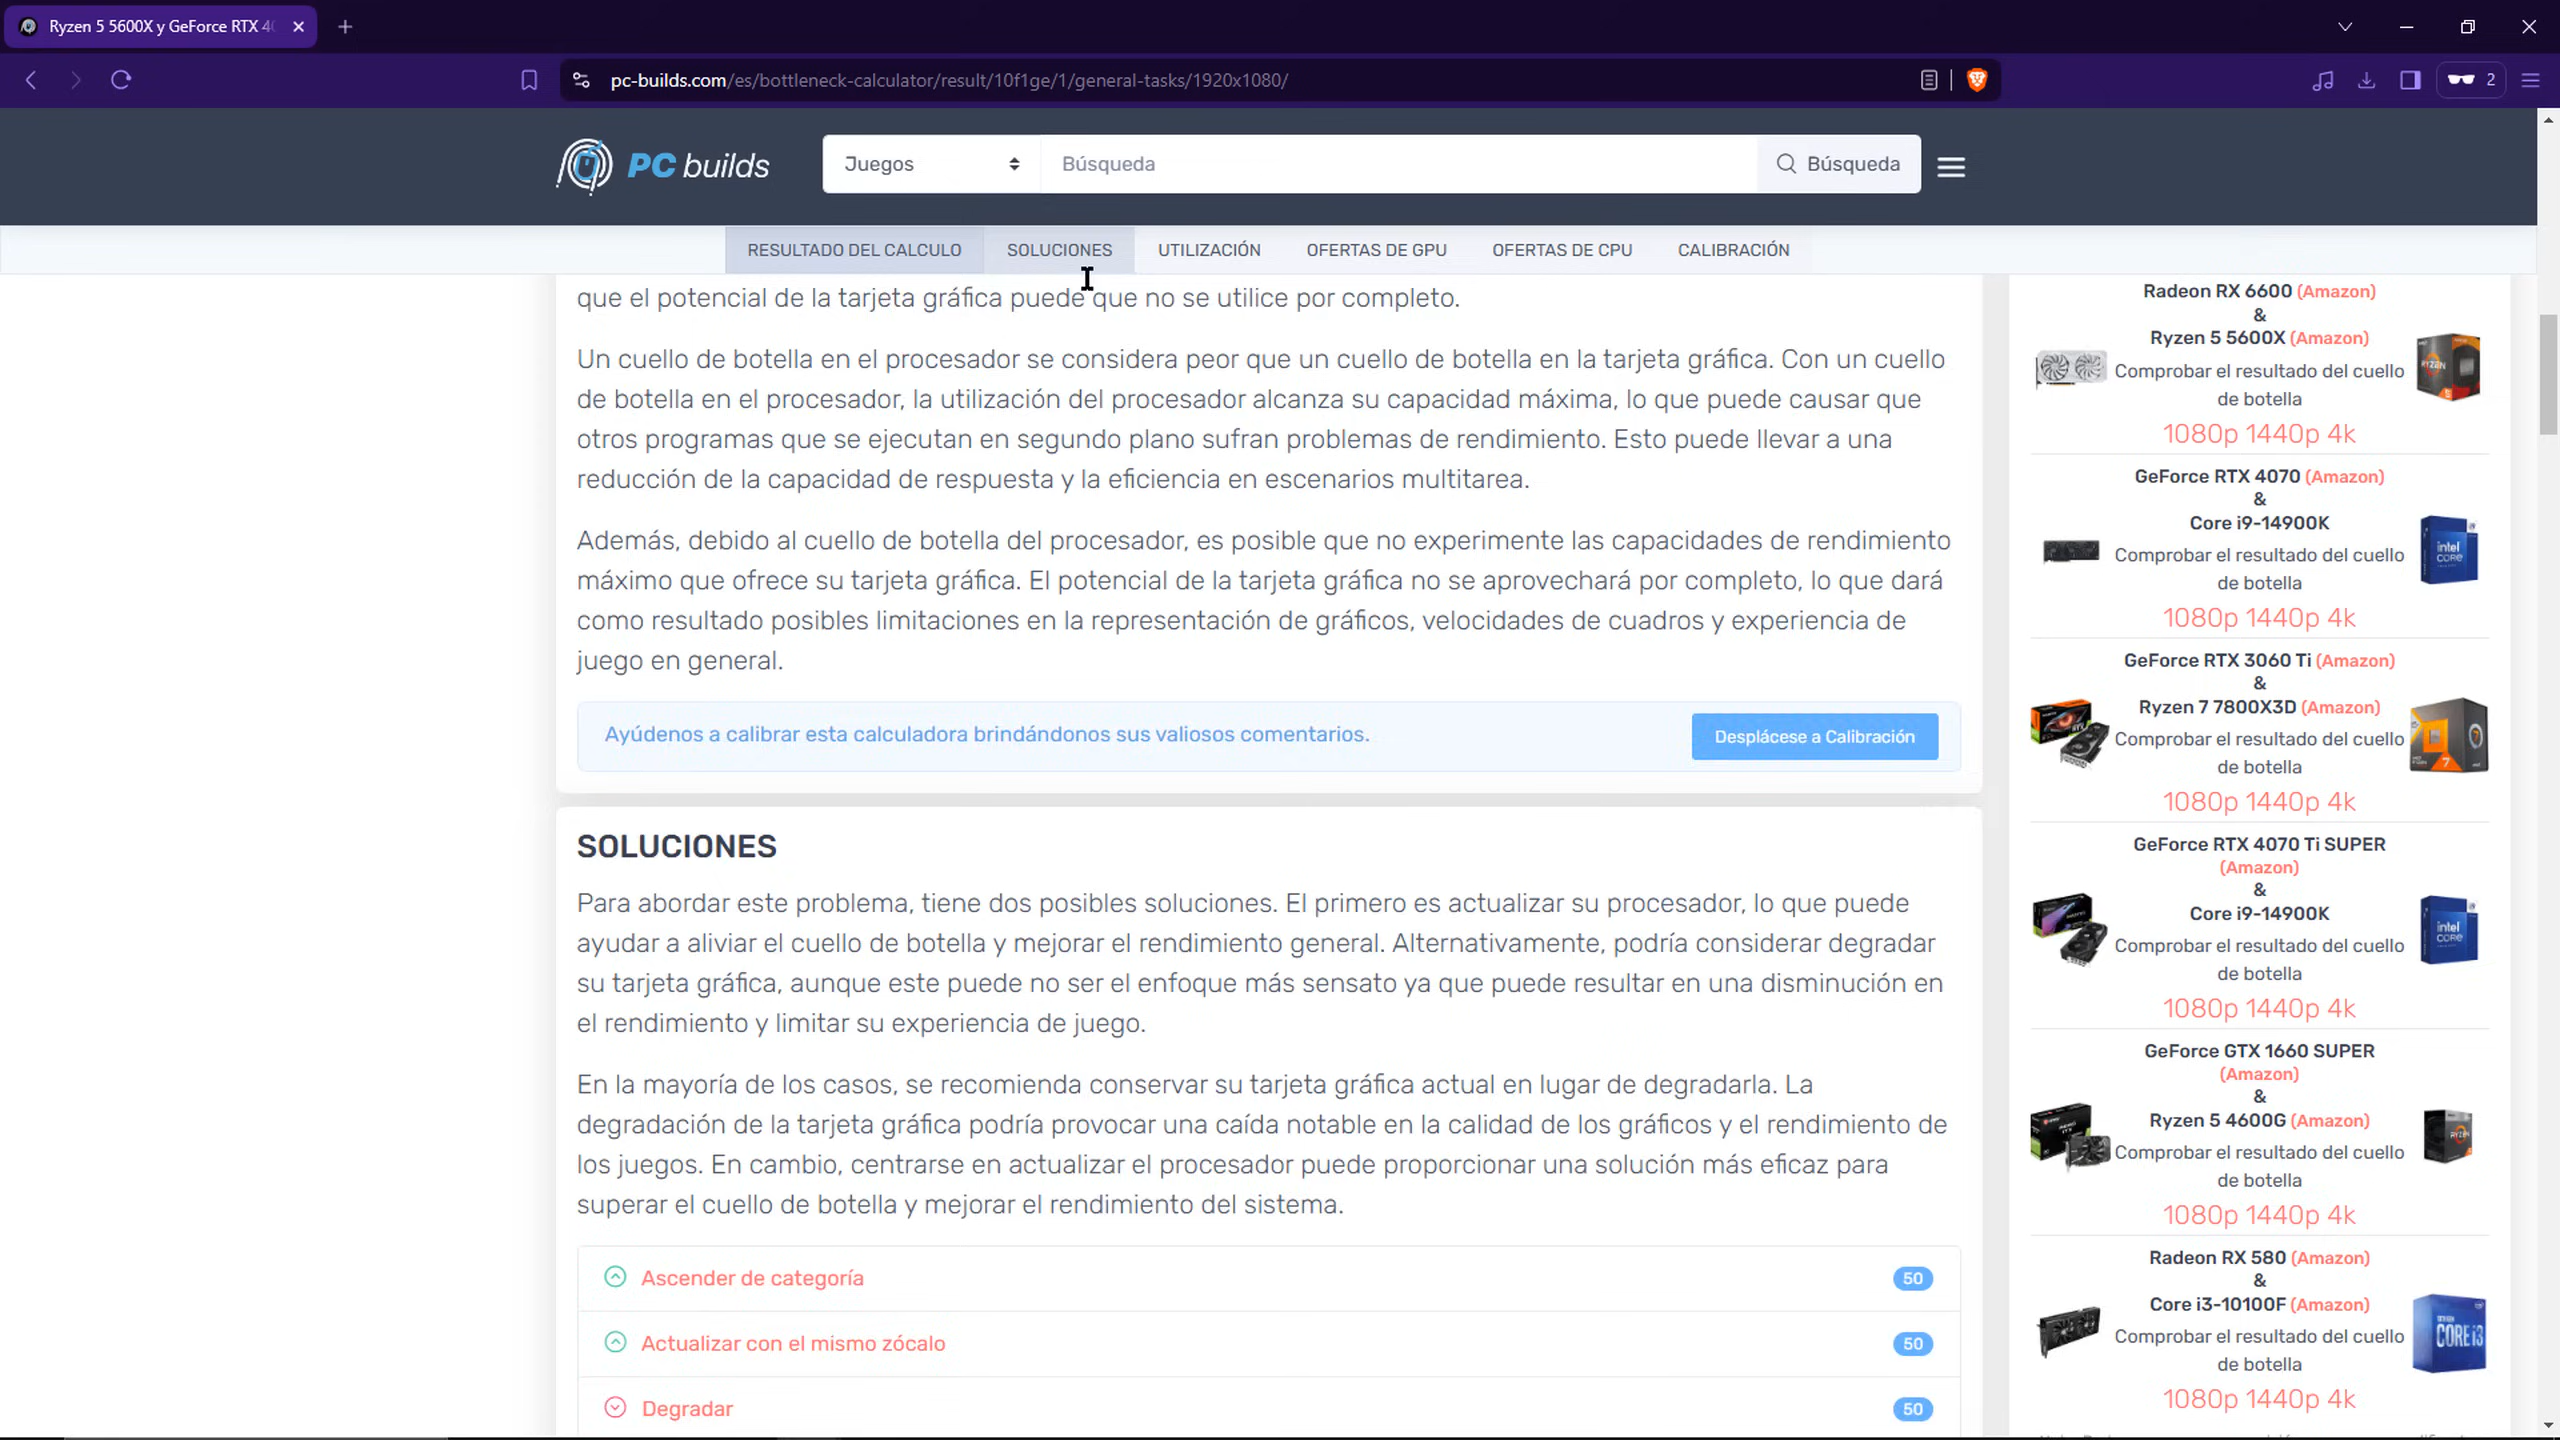 Ryzen 5 5600X y GeForce RTX 40
2
pc-builds.com/es/bottleneck-calculator/result/10f1ge/1/general-tasks/1920x1080/
PC builds
Juegos
Búsqueda
Búsqueda
RESULTADO DEL CALCULO
SOLUCIONES
UTILIZACIÓN
OFERTAS DE GPU
OFERTAS DE CPU
CALIBRACIÓN
que el potencial de la tarjeta gráfica puede que no se utilice por completo.
Un cuello de botella en el procesador se considera peor que un cuello de botella en la tarjeta gráfica. Con un cuello
de botella en el procesador, la utilización del procesador alcanza su capacidad máxima, lo que puede causar que
otros programas que se ejecutan en segundo plano sufran problemas de rendimiento. Esto puede llevar a una
reducción de la capacidad de respuesta y la eficiencia en escenarios multitarea.
Además, debido al cuello de botella del procesador, es posible que no experimente las capacidades de rendimiento
máximo que ofrece su tarjeta gráfica. El potencial de la tarjeta gráfica no se aprovechará por completo, lo que dará
como resultado posibles limitaciones en la representación de gráficos, velocidades de cuadros y experiencia de
juego en general.
Ayúdenos a calibrar esta calculadora brindándonos sus valiosos comentarios.
Desplácese a Calibración
SOLUCIONES
Para abordar este problema, tiene dos posibles soluciones. El primero es actualizar su procesador, lo que puede
ayudar a aliviar el cuello de botella y mejorar el rendimiento general. Alternativamente, podría considerar degradar
su tarjeta gráfica, aunque este puede no ser el enfoque más sensato ya que puede resultar en una disminución en
el rendimiento y limitar su experiencia de juego.
En la mayoría de los casos, se recomienda conservar su tarjeta gráfica actual en lugar de degradarla. La
degradación de la tarjeta gráfica podría provocar una caída notable en la calidad de los gráficos y el rendimiento de
los juegos. En cambio, centrarse en actualizar el procesador puede proporcionar una solución más eficaz para
superar el cuello de botella y mejorar el rendimiento del sistema.
Ascender de categoría
50
Actualizar con el mismo zócalo
50
Degradar
50
Radeon RX 6600 (Amazon)
&
Ryzen 5 5600X (Amazon)
Comprobar el resultado del cuello
de botella
1080p 1440p 4k
GeForce RTX 4070 (Amazon)
&
Core i9-14900K
Comprobar el resultado del cuello
de botella
1080p 1440p 4k
GeForce RTX 3060 Ti (Amazon)
&
Ryzen 7 7800X3D (Amazon)
Comprobar el resultado del cuello
de botella
1080p 1440p 4k
GeForce RTX 4070 Ti SUPER
(Amazon)
&
Core i9-14900K
Comprobar el resultado del cuello
de botella
1080p 1440p 4k
GeForce GTX 1660 SUPER
(Amazon)
&
Ryzen 5 4600G (Amazon)
Comprobar el resultado del cuello
de botella
1080p 1440p 4k
Radeon RX 580 (Amazon)
&
Core i3-10100F (Amazon)
Comprobar el resultado del cuello
de botella
1080p 1440p 4k
RYZEN
intel
CORE
7
intel
CORE
RYZEN
CORE i3